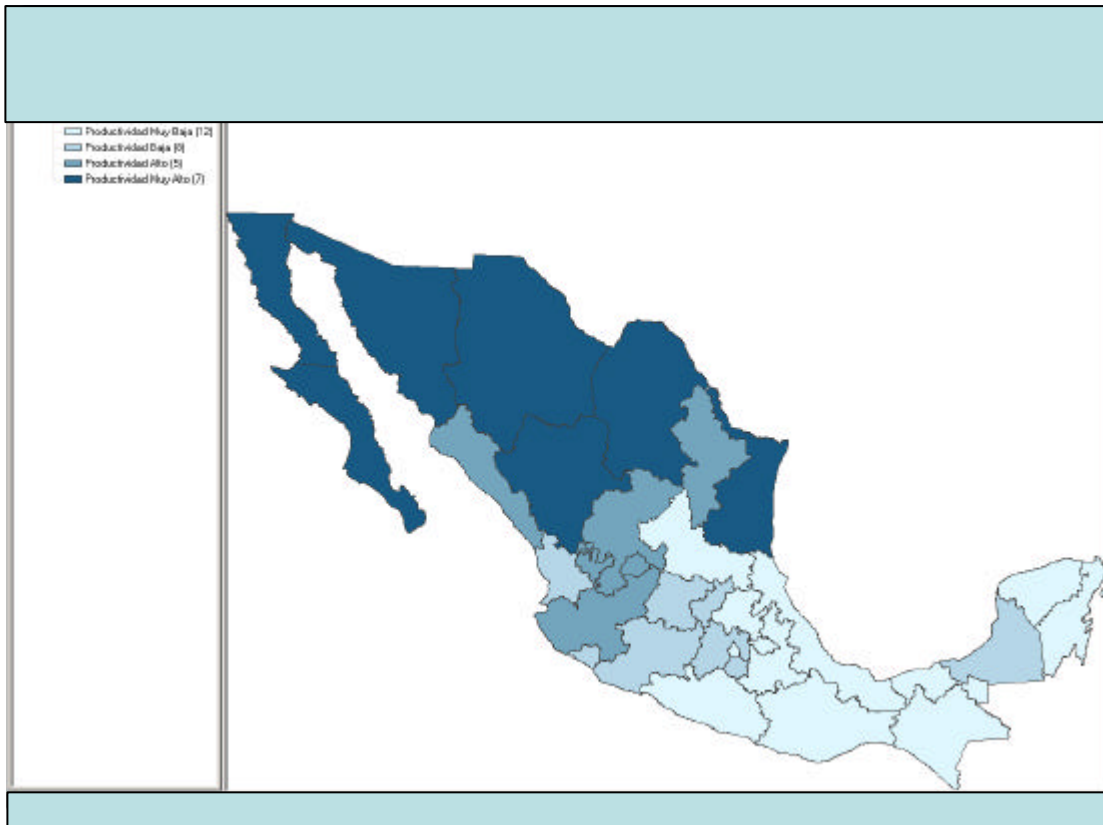 Productividad Muy Baja (12)
Productividad Baja (8)
Productividad Alto (5)
Productividad Muy Alto (7)